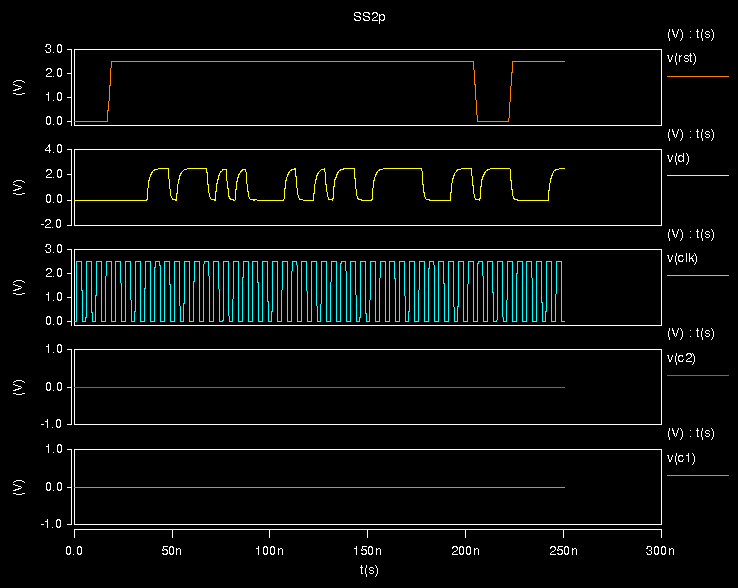 SS2p
(V) : t(s)
v(rst)
3.0
2.0
1.0
0.0
(V)
(V) : t(s)
v(d)
4.0
2.0
0.0
-2.0
(V)
(V) : t(s)
v(clk)
3.0
2.0
1.0
0.0
(V)
(V) : t(s)
v(c2)
1.0
0.0
-1.0
(V)
(V) : t(s)
v(c1)
1.0
0.0
-1.0
(V)
0.0 50n 100n 150n 200n 250n 300n
t(s)